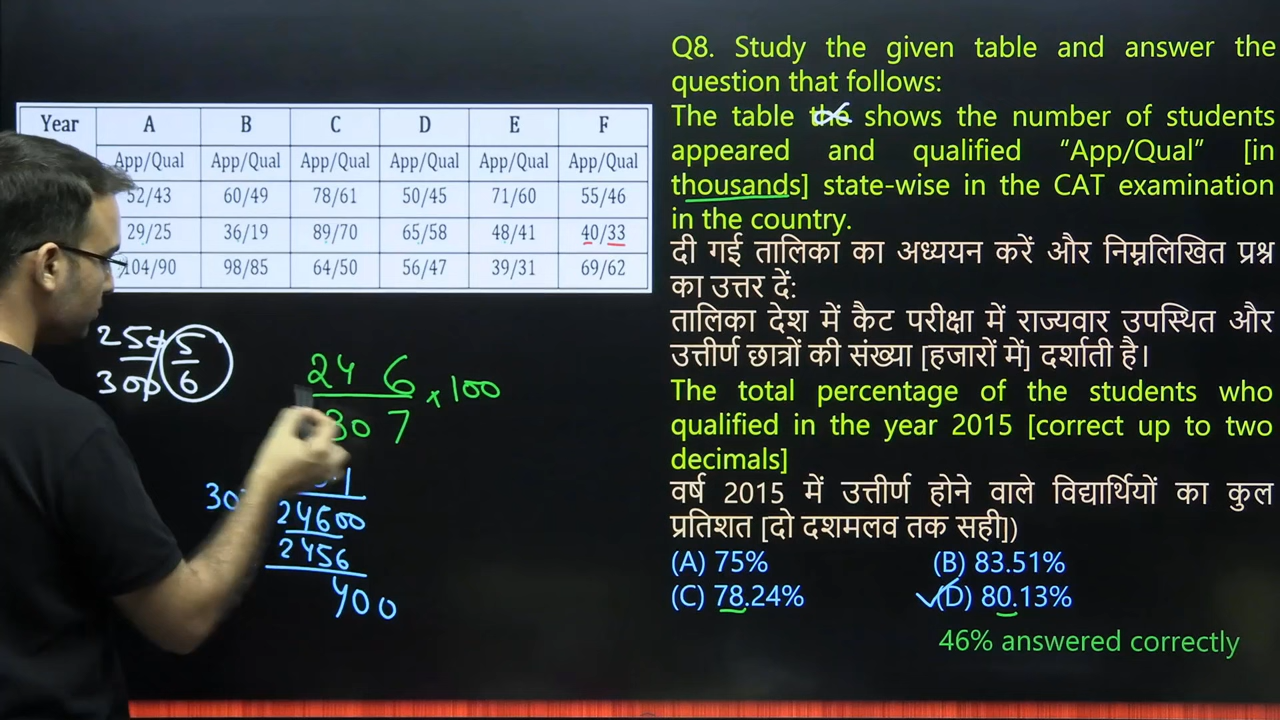 Year A B C D E F
App/Qual App/Qual App/Qual App/Qual App/Qual App/Qual
52/43 60/49 78/61 50/45 71/60 55/46
29/25 36/19 89/70 65/58 48/41 40/33
104/90 98/85 64/50 56/47 39/31 69/62
250 5
300 6
24 6 × 100
307
24600
2456
400
Q8. Study the given table and answer the
question that follows:
The table the shows the number of students
appeared and qualified “App/Qual” [in
thousands] state-wise in the CAT examination
in the country.
दी गई तालिका का अध्ययन करें और निम्नलिखित प्रश्न
का उत्तर दें:
तालिका देश में कैट परीक्षा में राज्यवार उपस्थित और
उत्तीर्ण छात्रों की संख्या [हजारों में] दर्शाती है।
The total percentage of the students who
qualified in the year 2015 [correct up to two
decimals]
वर्ष 2015 में उत्तीर्ण होने वाले विद्यार्थियों का कुल
प्रतिशत [दो दशमलव तक सही])
(A) 75% (B) 83.51%
(C) 78.24% (D) 80.13%
46% answered correctly